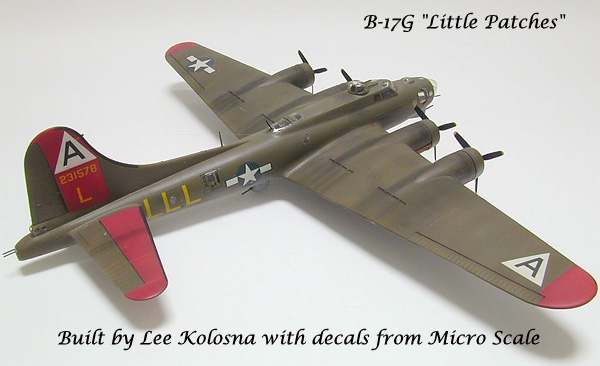 B-17G "Little Patches"
A
231578
L
LLL
A
Built by Lee Kolosna with decals from Micro Scale